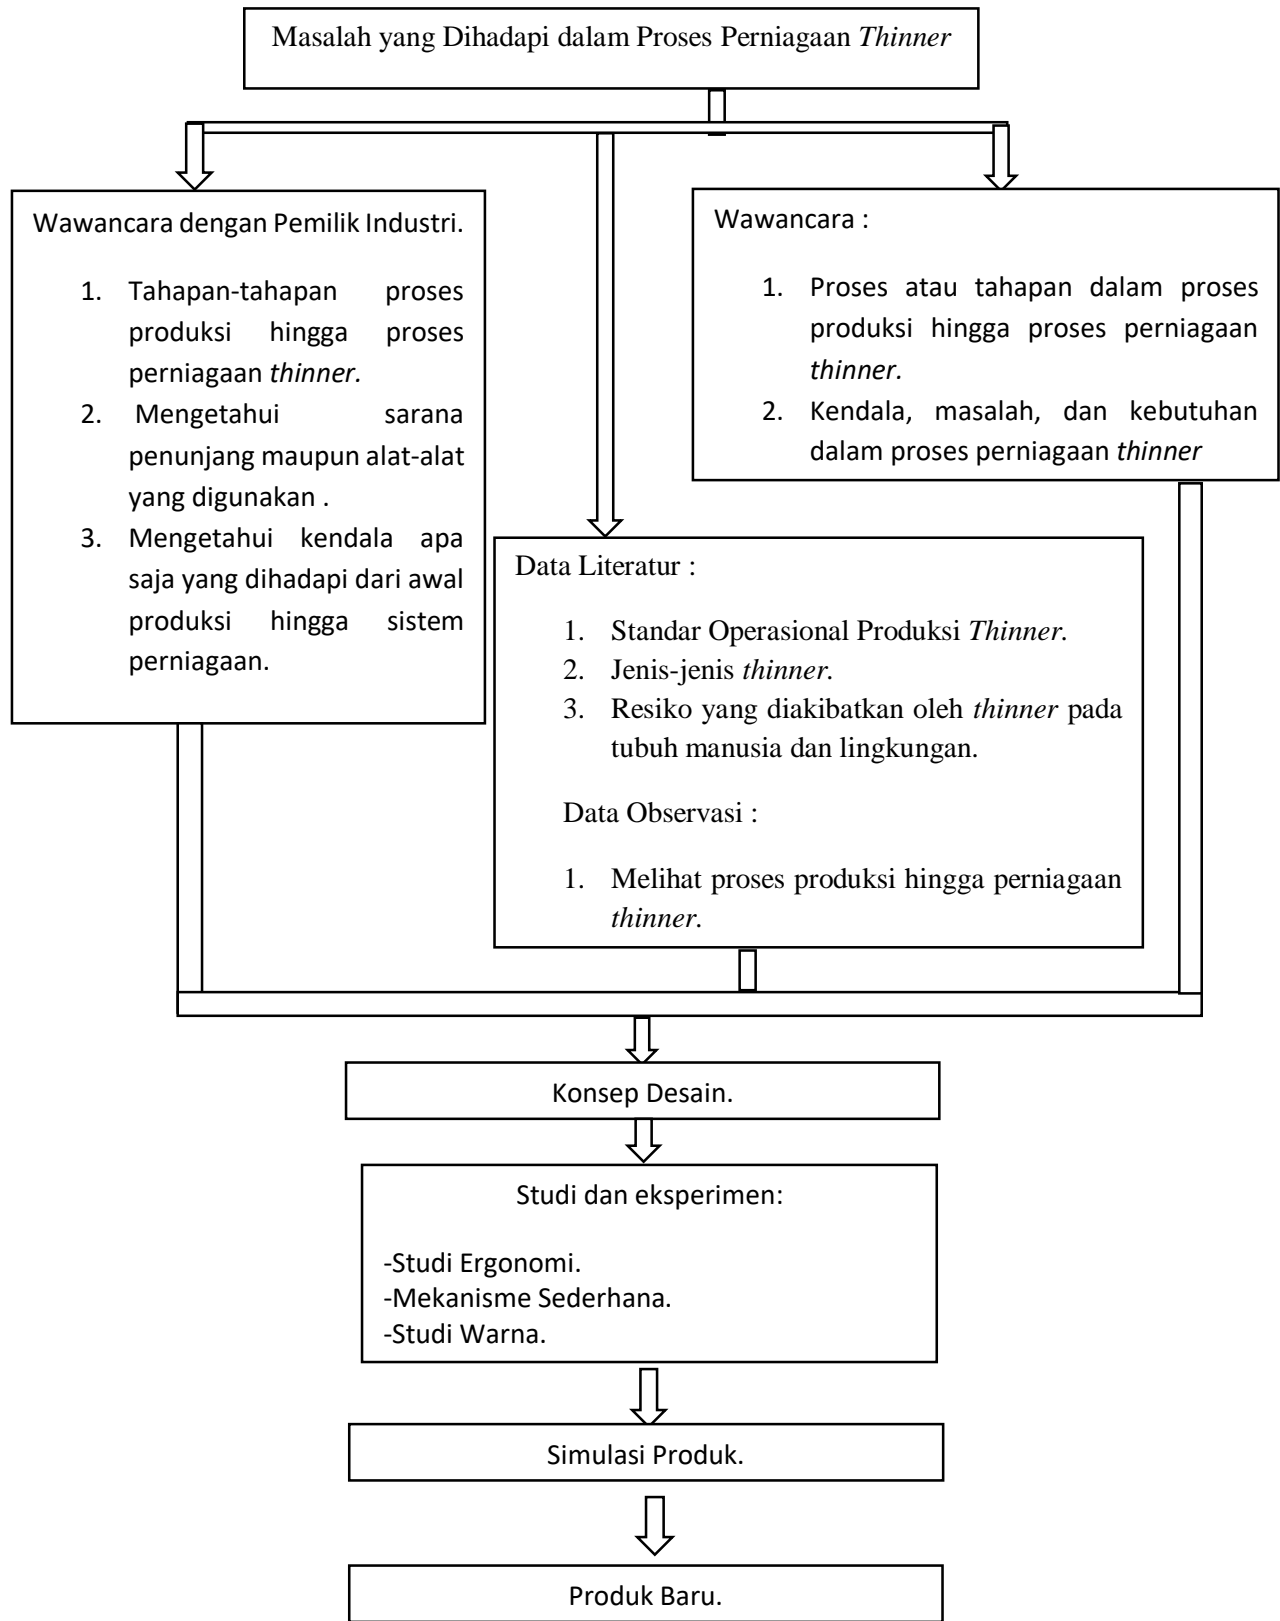 Masalah yang Dihadapi dalam Proses Perniagaan Thinner
Wawancara dengan Pemilik Industri.
1. Tahapan-tahapan proses
produksi hingga proses
perniagaan thinner.
2. Mengetahui sarana
penunjang maupun alat-alat
yang digunakan .
3. Mengetahui kendala apa
saja yang dihadapi dari awal
produksi hingga sistem
perniagaan.
Wawancara :
1. Proses atau tahapan dalam proses
produksi hingga proses perniagaan
thinner.
2. Kendala, masalah, dan kebutuhan
dalam proses perniagaan thinner
Data Literatur :
1. Standar Operasional Produksi Thinner.
2. Jenis-jenis thinner.
3. Resiko yang diakibatkan oleh thinner pada
tubuh manusia dan lingkungan.
Data Observasi :
1. Melihat proses produksi hingga perniagaan
thinner.
Konsep Desain.
Studi dan eksperimen:
-Studi Ergonomi.
-Mekanisme Sederhana.
-Studi Warna.
Simulasi Produk.
Produk Baru.